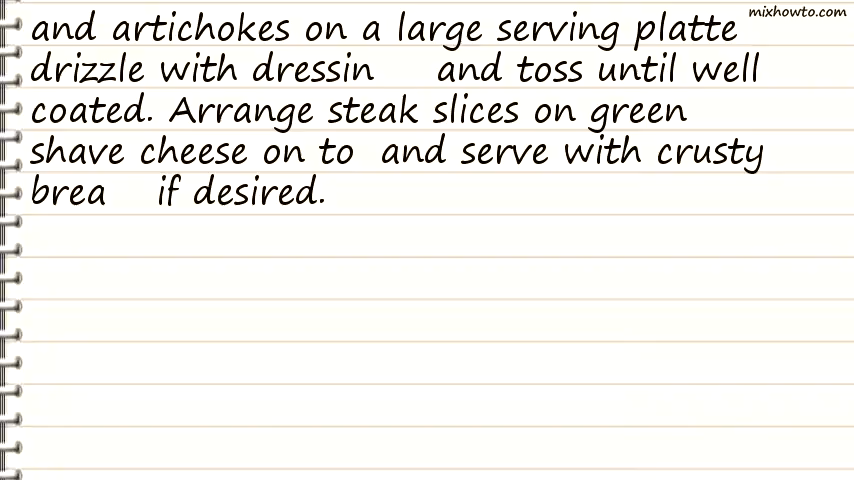 mixhowto.com
and artichokes on a large serving platte
drizzle with dressin and toss until well
coated. Arrange steak slices on green
shave cheese on to and serve with crusty
brea if desired.